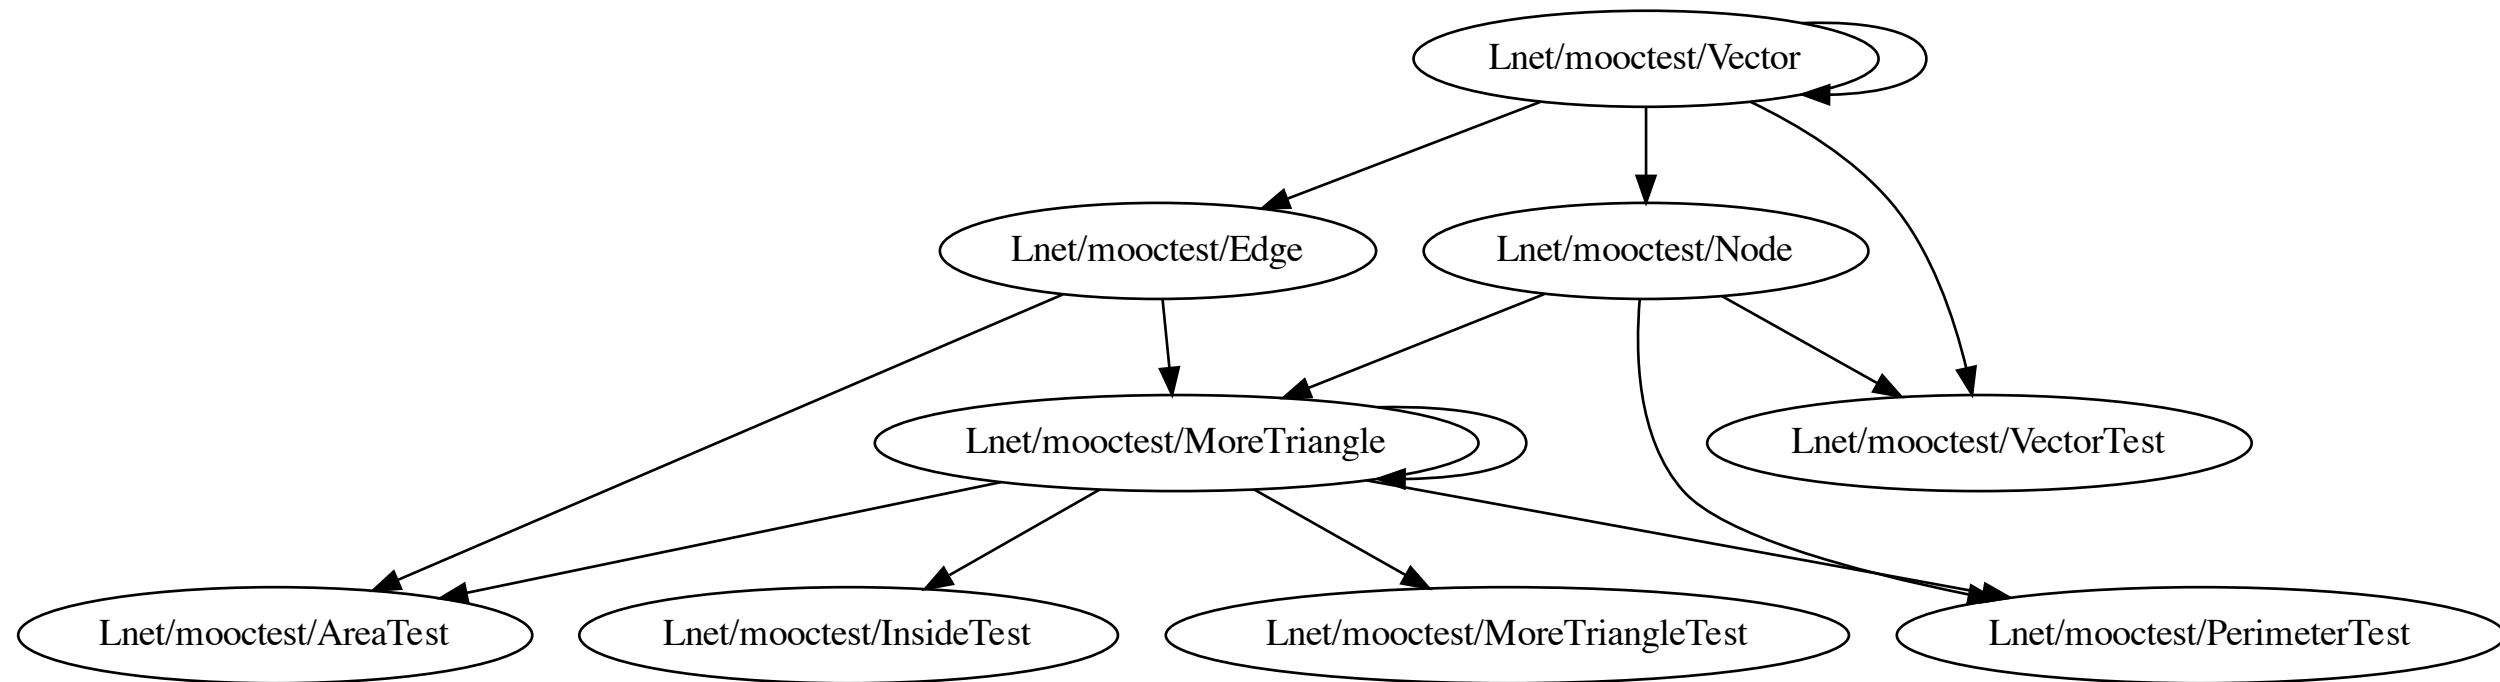 Lnet/mooctest/Vector
Lnet/mooctest/Edge
Lnet/mooctest/Node
Lnet/mooctest/MoreTriangle
Lnet/mooctest/VectorTest
Lnet/mooctest/AreaTest
Lnet/mooctest/InsideTest
Lnet/mooctest/MoreTriangleTest
Lnet/mooctest/PerimeterTest